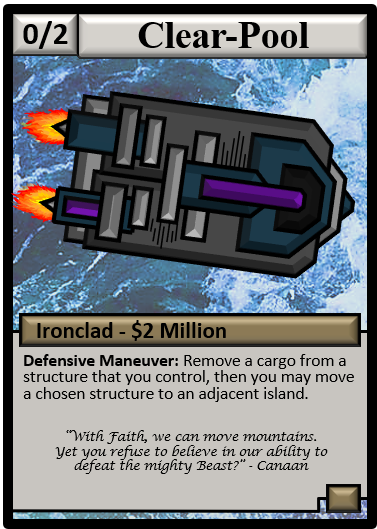 0/2 Clear-Pool
Ironclad - $2 Million
Defensive Maneuver: Remove a cargo from a
structure that you control, then you may move
a chosen structure to an adjacent island.
"With Faith, we can move mountains.
Yet you refuse to believe in our ability to
defeat the mighty Beast?" - Canaan